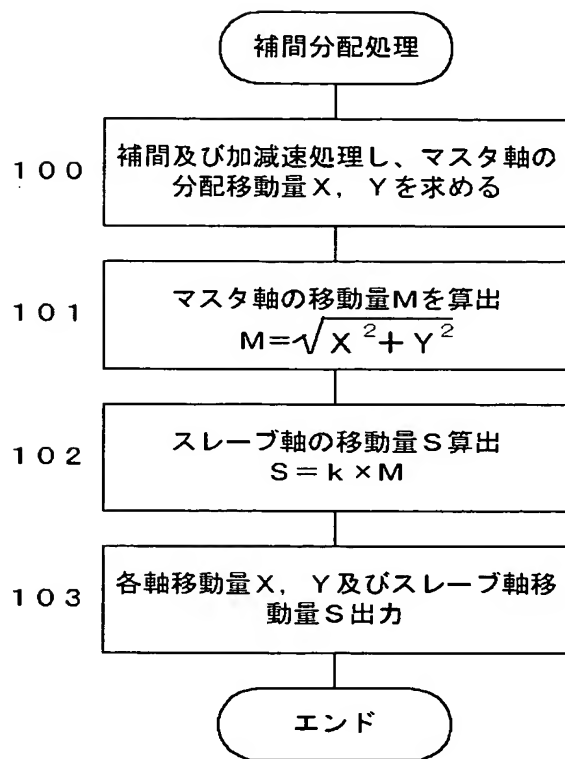 補間分配処理
100
補間及び加減速処理し、マスタ軸の
分配移動量X,Yを求める
101
マスタ軸の移動量Mを算出
M=√X²+Y²
102
スレーブ軸の移動量S算出
S=k×M
103
各軸移動量X,Y及びスレーブ軸移
動量S出力
エンド